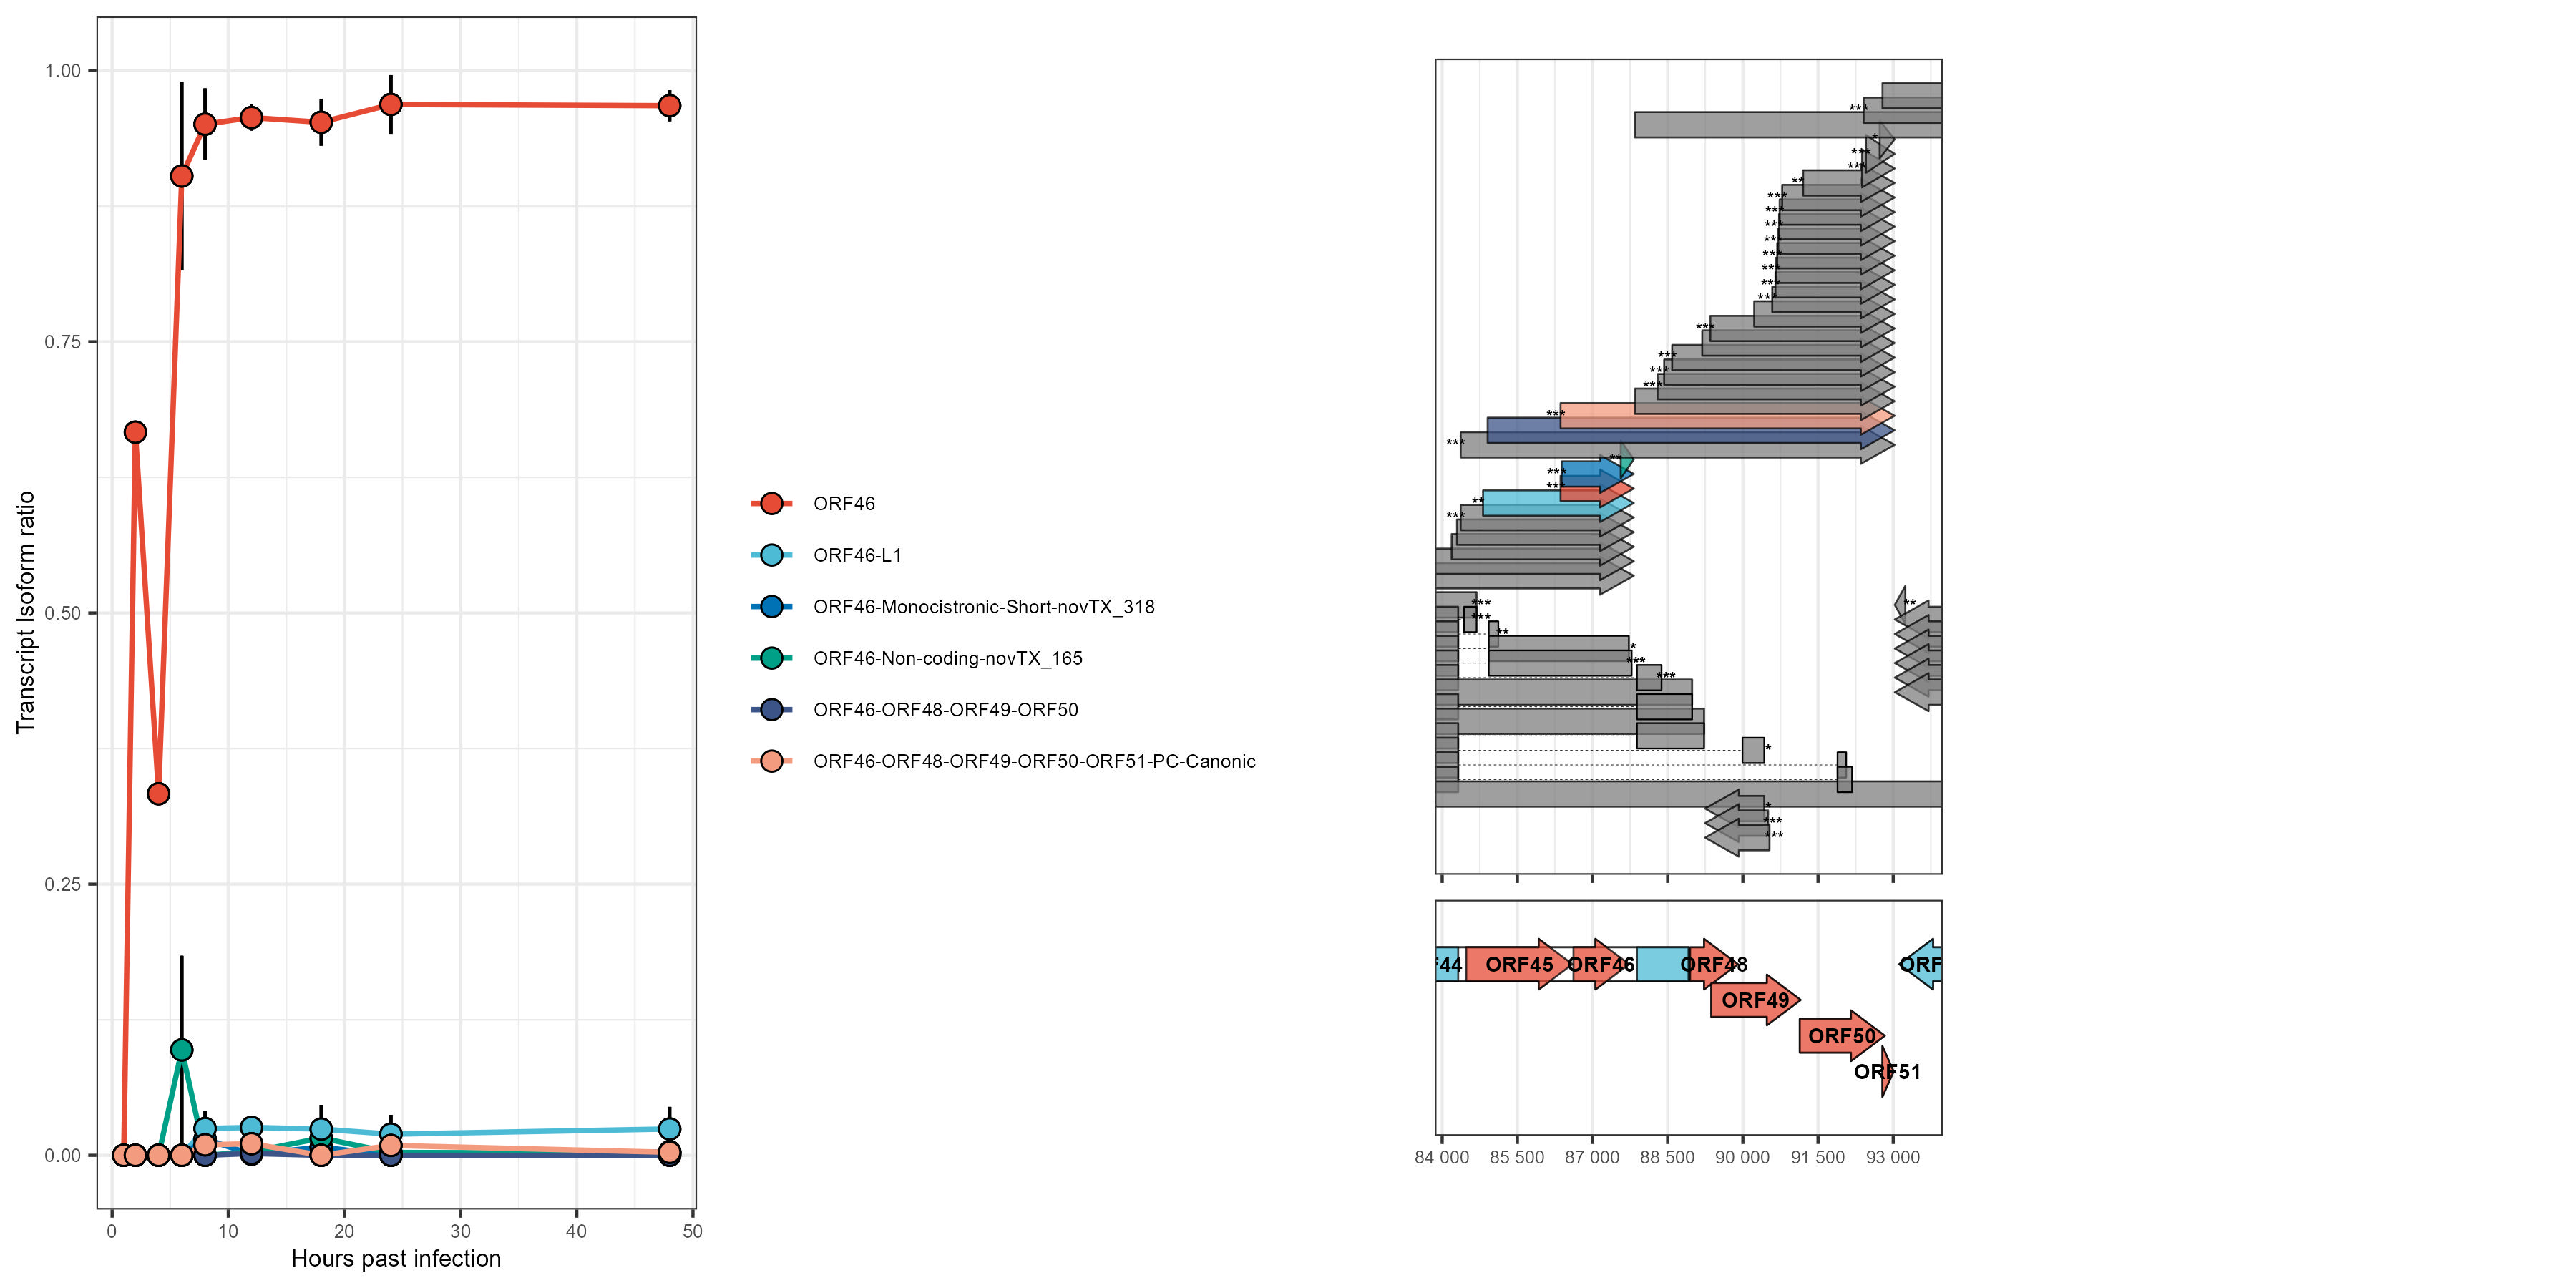 1.00
0.75
0.50
0.25
0.00
Transcript Isoform ratio
0 10 20 30 40 50
Hours past infection
ORF46
ORF46-L1
ORF46-Monocistronic-Short-novTX_318
ORF46-Non-coding-novTX_165
ORF46-ORF48-ORF49-ORF50
ORF46-ORF48-ORF49-ORF50-ORF51-PC-Canonic
F44 ORF45 ORF46 ORF48 ORF
ORF49
ORF50
ORF51
84 000 85 500 87 000 88 500 90 000 91 500 93 000